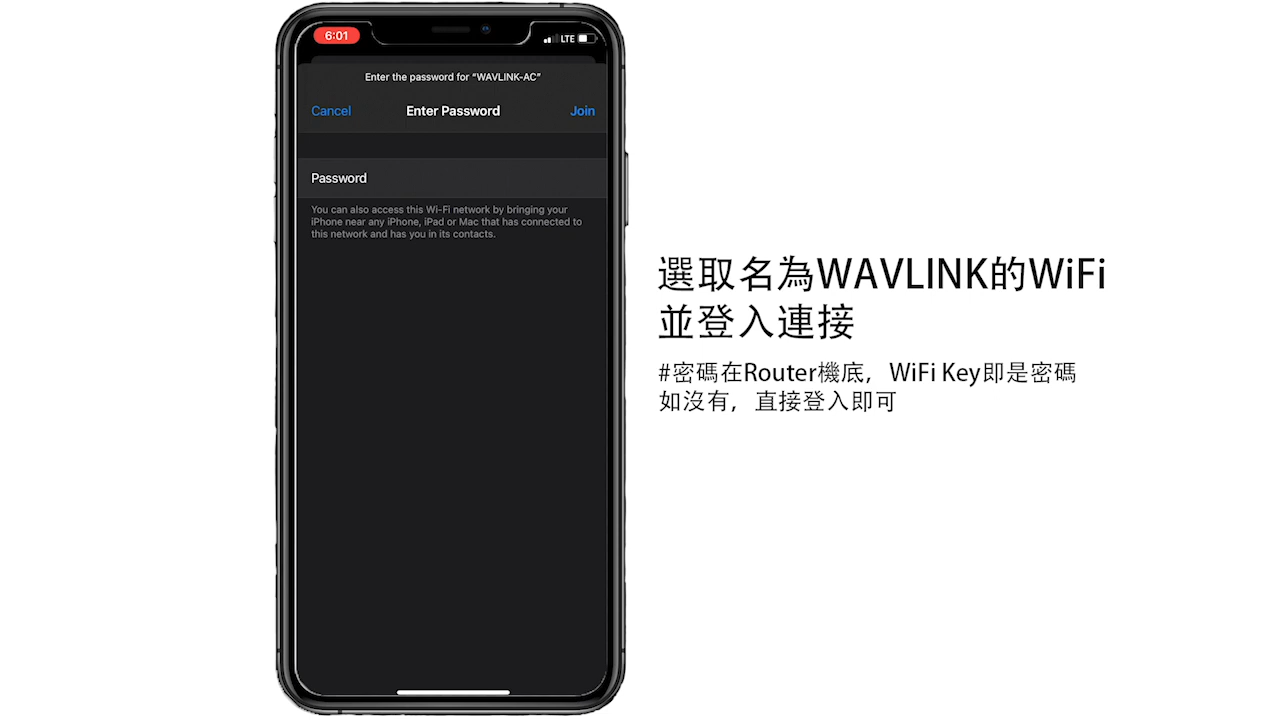 6:01
LTE
Enter the password for “WAVLINK-AC”
Cancel
Enter Password
Join
Password
You can also access this Wi-Fi network by bringing your
iPhone near any iPhone, iPad or Mac that has connected to
this network and has you in its contacts.
選取名為WAVLINK的WiFi
並登入連接
#密碼在Router機底，WiFi Key即是密碼
如沒有，直接登入即可